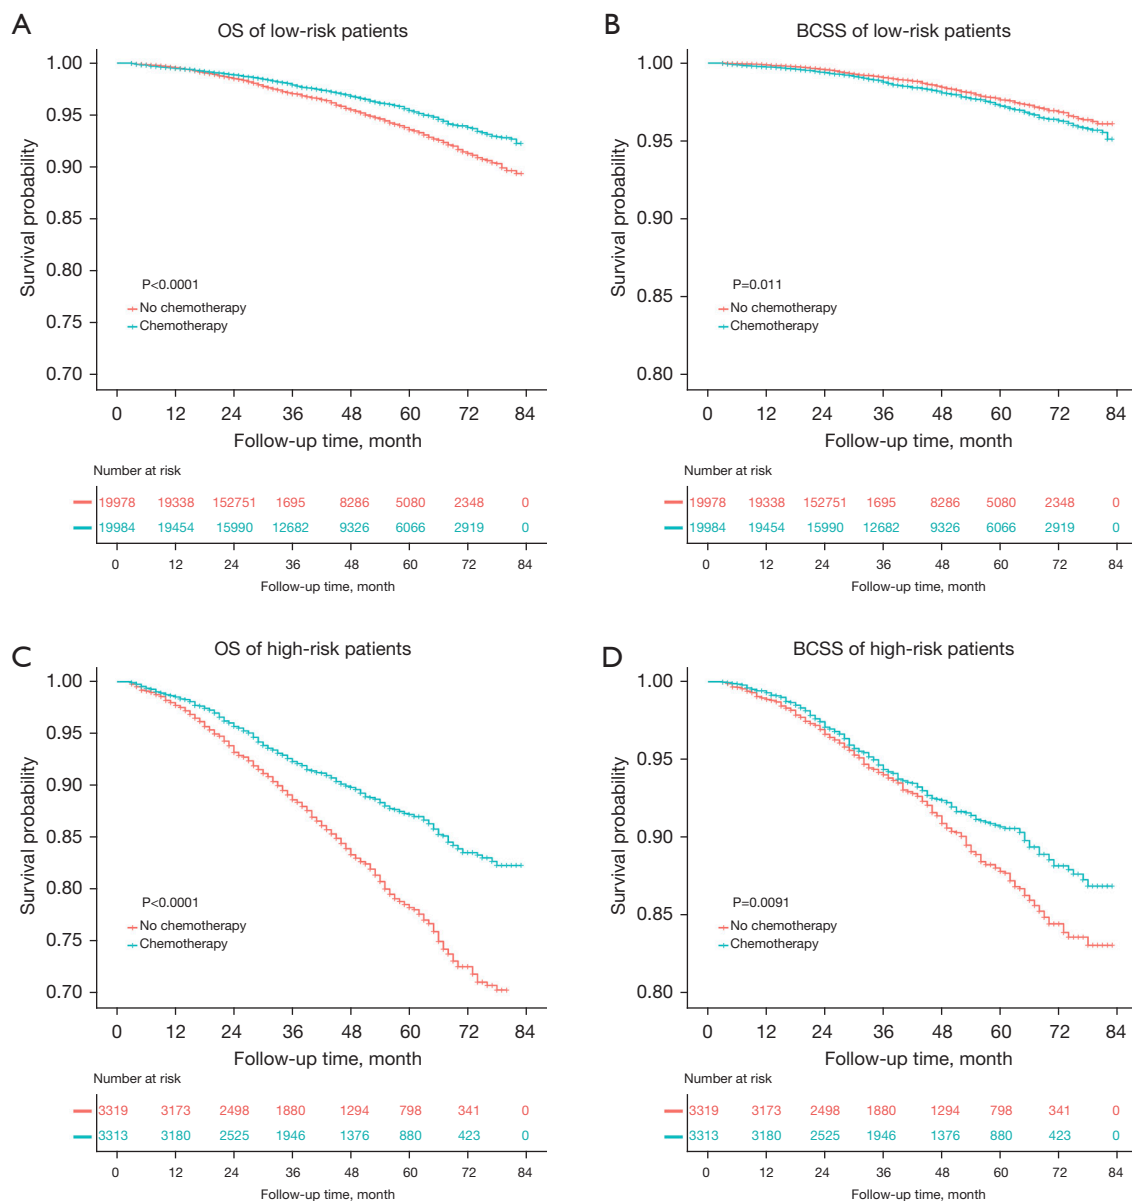 A
OS of low-risk patients
1.00
0.95
0.90
0.85
0.80
0.75
0.70
Survival probability
P<0.0001
No chemotherapy
Chemotherapy
0 12 24 36 48 60 72 84
Follow-up time, month
Number at risk
19978 19338 152751 1695 8286 5080 2348 0
19984 19454 15990 12682 9326 6066 2919 0
0 12 24 36 48 60 72 84
Follow-up time, month
B
BCSS of low-risk patients
1.00
0.95
0.90
0.85
0.80
Survival probability
P=0.011
No chemotherapy
Chemotherapy
0 12 24 36 48 60 72 84
Follow-up time, month
Number at risk
19978 19338 152751 1695 8286 5080 2348 0
19984 19454 15990 12682 9326 6066 2919 0
0 12 24 36 48 60 72 84
Follow-up time, month
C
OS of high-risk patients
1.00
0.95
0.90
0.85
0.80
0.75
0.70
Survival probability
P<0.0001
No chemotherapy
Chemotherapy
0 12 24 36 48 60 72 84
Follow-up time, month
Number at risk
3319 3173 2498 1880 1294 798 341 0
3313 3180 2525 1946 1376 880 423 0
0 12 24 36 48 60 72 84
Follow-up time, month
D
BCSS of high-risk patients
1.00
0.95
0.90
0.85
0.80
Survival probability
P=0.0091
No chemotherapy
Chemotherapy
0 12 24 36 48 60 72 84
Follow-up time, month
Number at risk
3319 3173 2498 1880 1294 798 341 0
3313 3180 2525 1946 1376 880 423 0
0 12 24 36 48 60 72 84
Follow-up time, month